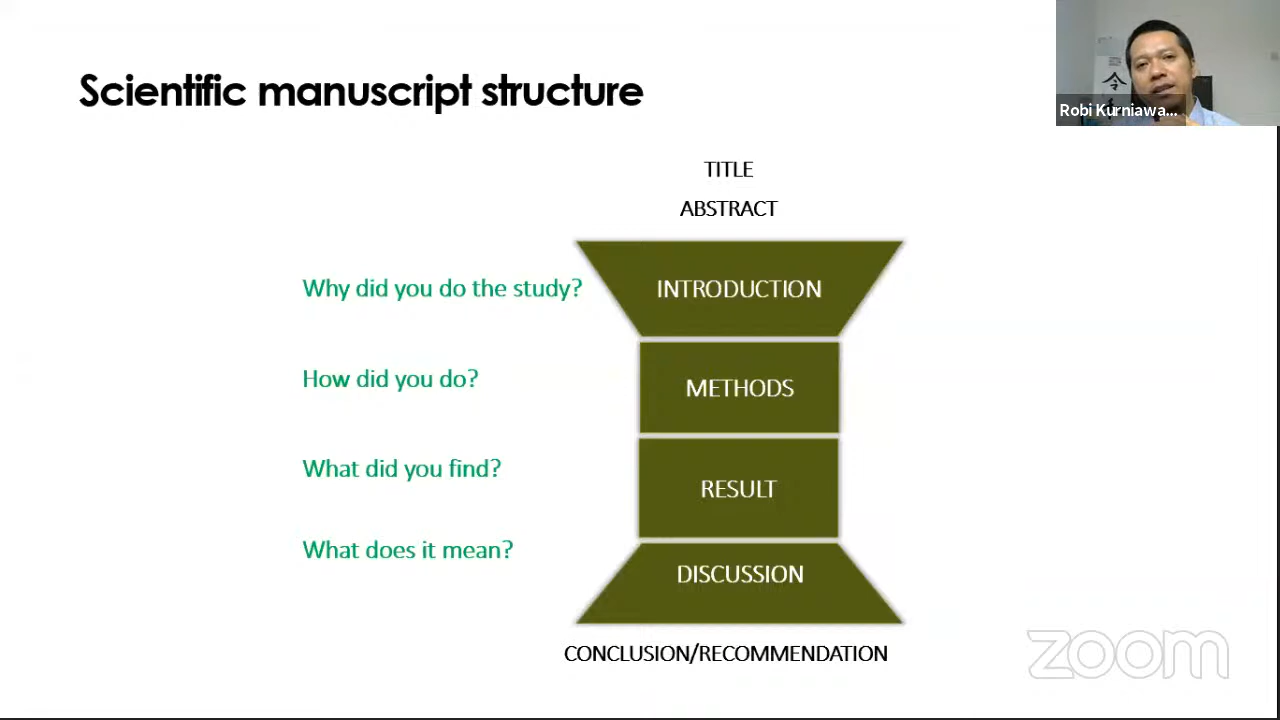 Scientific manuscript structure
Robi Kurniawa...
令
TITLE
ABSTRACT
Why did you do the study?
INTRODUCTION
How did you do?
METHODS
What did you find?
RESULT
What does it mean?
DISCUSSION
CONCLUSION/RECOMMENDATION
zoom